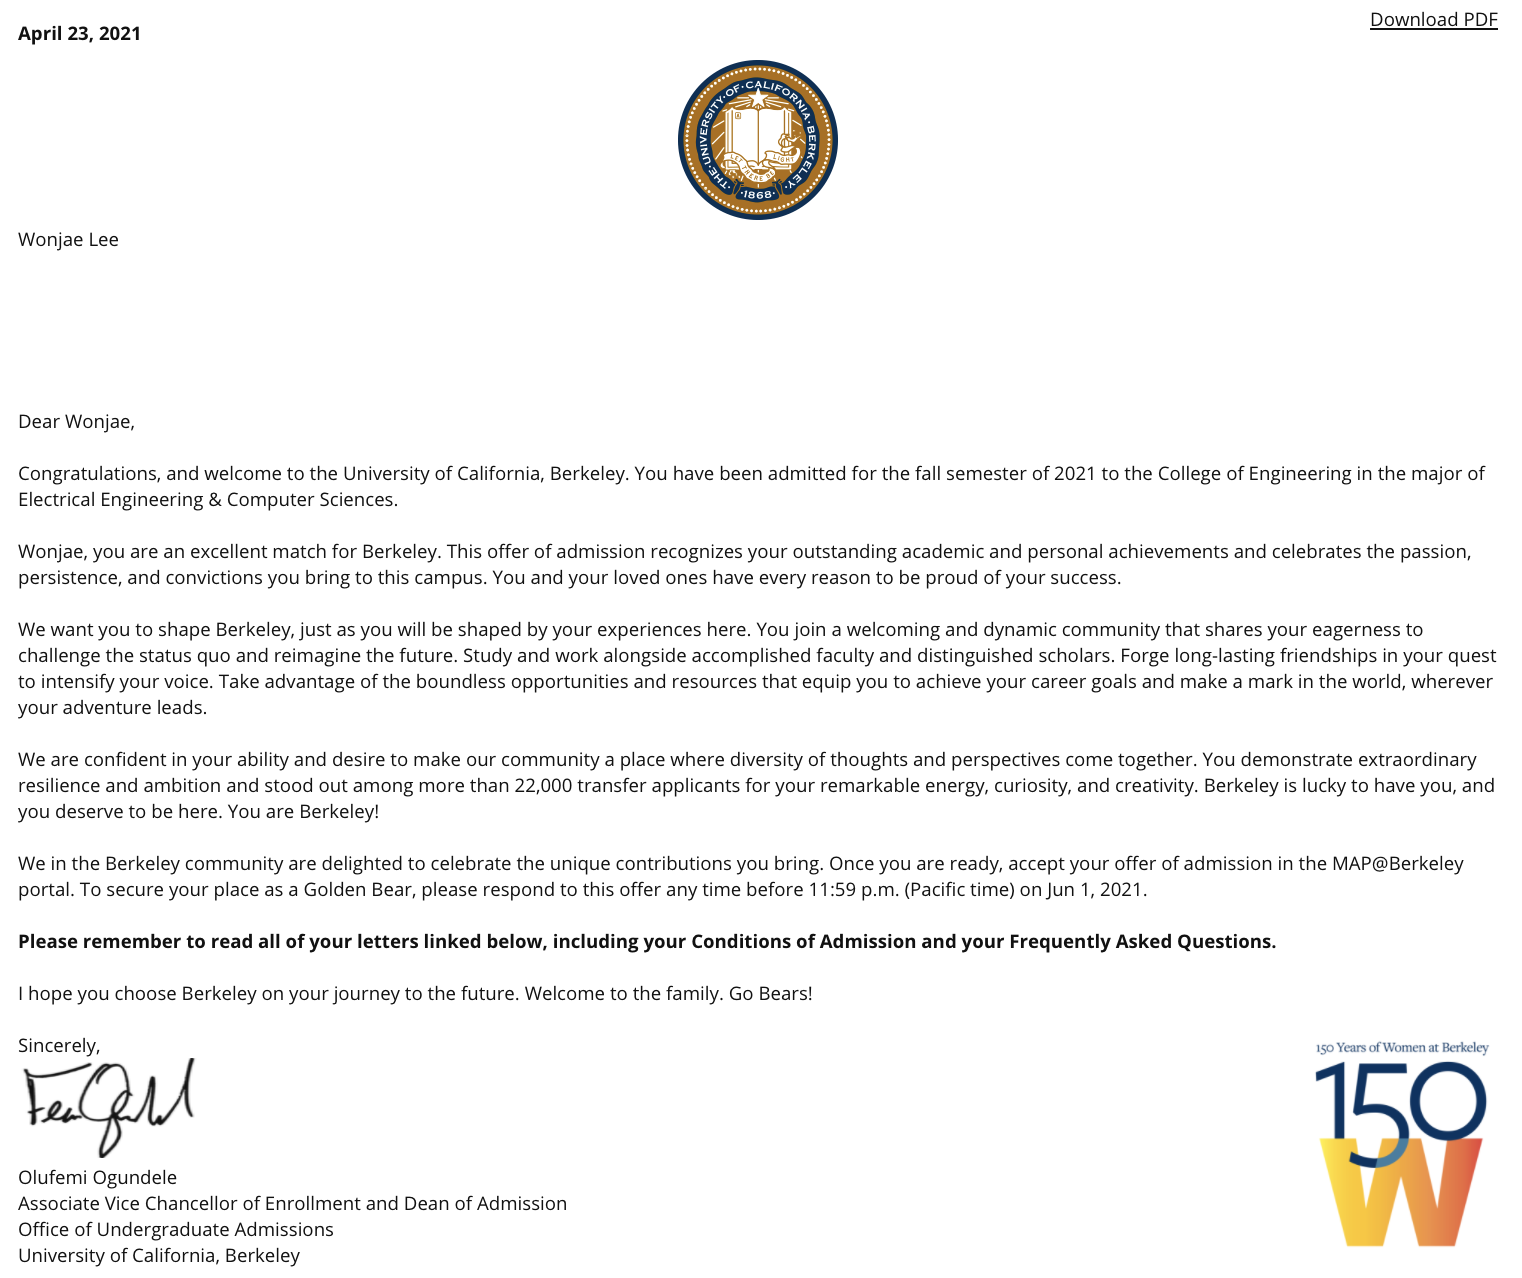 Download PDF
April 23, 2021
THE·UNIVERSITY·OF·CALIFORNIA·BERKELEY
LET THERE BE LIGHT
·1868·
Wonjae Lee
Dear Wonjae,
Congratulations, and welcome to the University of California, Berkeley. You have been admitted for the fall semester of 2021 to the College of Engineering in the major of
Electrical Engineering & Computer Sciences.
Wonjae, you are an excellent match for Berkeley. This offer of admission recognizes your outstanding academic and personal achievements and celebrates the passion,
persistence, and convictions you bring to this campus. You and your loved ones have every reason to be proud of your success.
We want you to shape Berkeley, just as you will be shaped by your experiences here. You join a welcoming and dynamic community that shares your eagerness to
challenge the status quo and reimagine the future. Study and work alongside accomplished faculty and distinguished scholars. Forge long-lasting friendships in your quest
to intensify your voice. Take advantage of the boundless opportunities and resources that equip you to achieve your career goals and make a mark in the world, wherever
your adventure leads.
We are confident in your ability and desire to make our community a place where diversity of thoughts and perspectives come together. You demonstrate extraordinary
resilience and ambition and stood out among more than 22,000 transfer applicants for your remarkable energy, curiosity, and creativity. Berkeley is lucky to have you, and
you deserve to be here. You are Berkeley!
We in the Berkeley community are delighted to celebrate the unique contributions you bring. Once you are ready, accept your offer of admission in the MAP@Berkeley
portal. To secure your place as a Golden Bear, please respond to this offer any time before 11:59 p.m. (Pacific time) on Jun 1, 2021.
Please remember to read all of your letters linked below, including your Conditions of Admission and your Frequently Asked Questions.
I hope you choose Berkeley on your journey to the future. Welcome to the family. Go Bears!
Sincerely,
Olufemi Ogundele
Associate Vice Chancellor of Enrollment and Dean of Admission
Office of Undergraduate Admissions
University of California, Berkeley
150 Years of Women at Berkeley
150
W